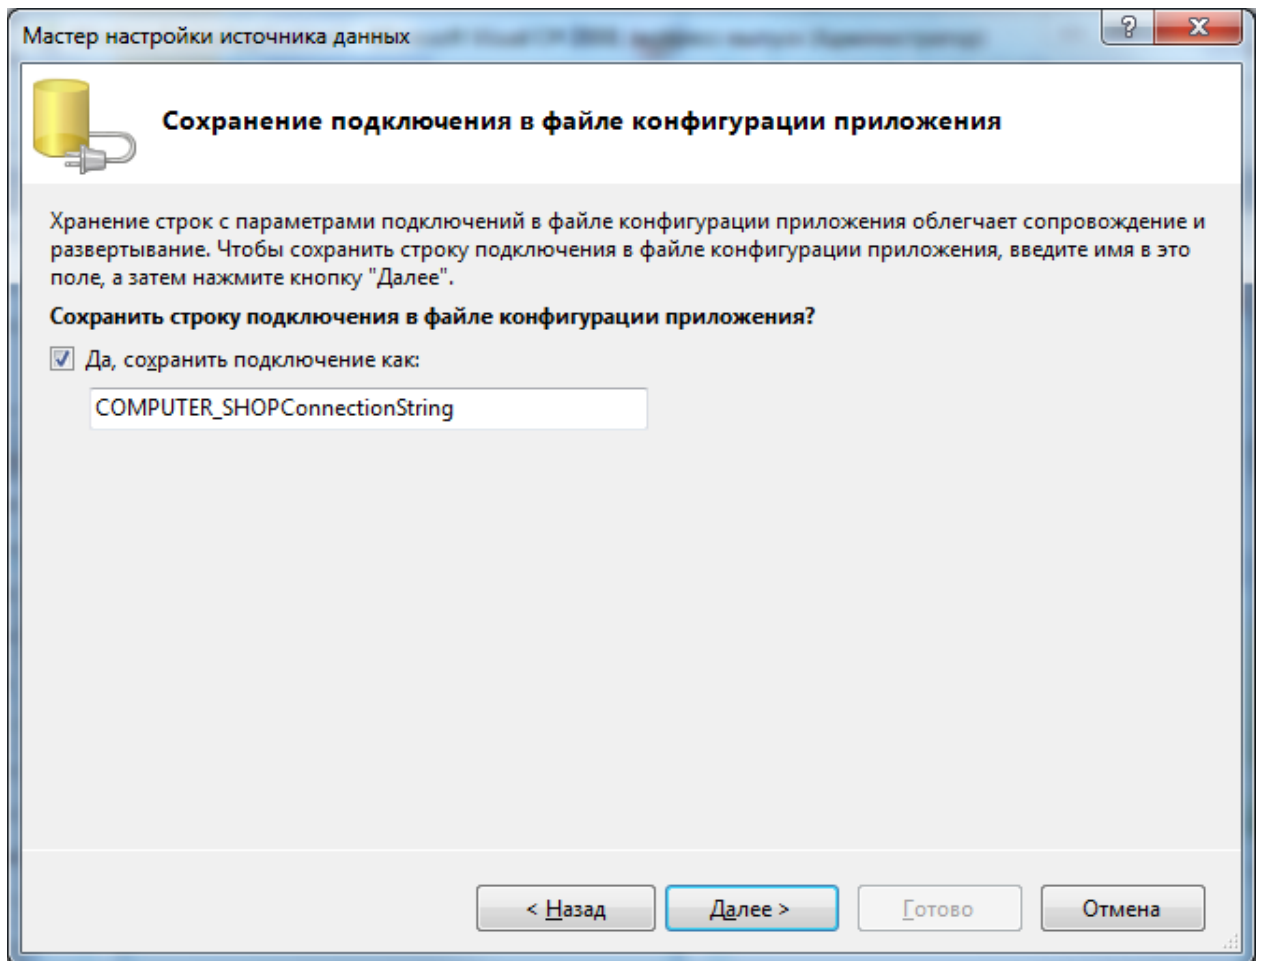 Мастер настройки источника данных
Сохранение подключения в файле конфигурации приложения
Хранение строк с параметрами подключений в файле конфигурации приложения облегчает сопровождение и
развертывание. Чтобы сохранить строку подключения в файле конфигурации приложения, введите имя в это
поле, а затем нажмите кнопку "Далее".
Сохранить строку подключения в файле конфигурации приложения?
Да, сохранить подключение как:
COMPUTER_SHOPConnectionString
< Назад
Далее >
Готово
Отмена